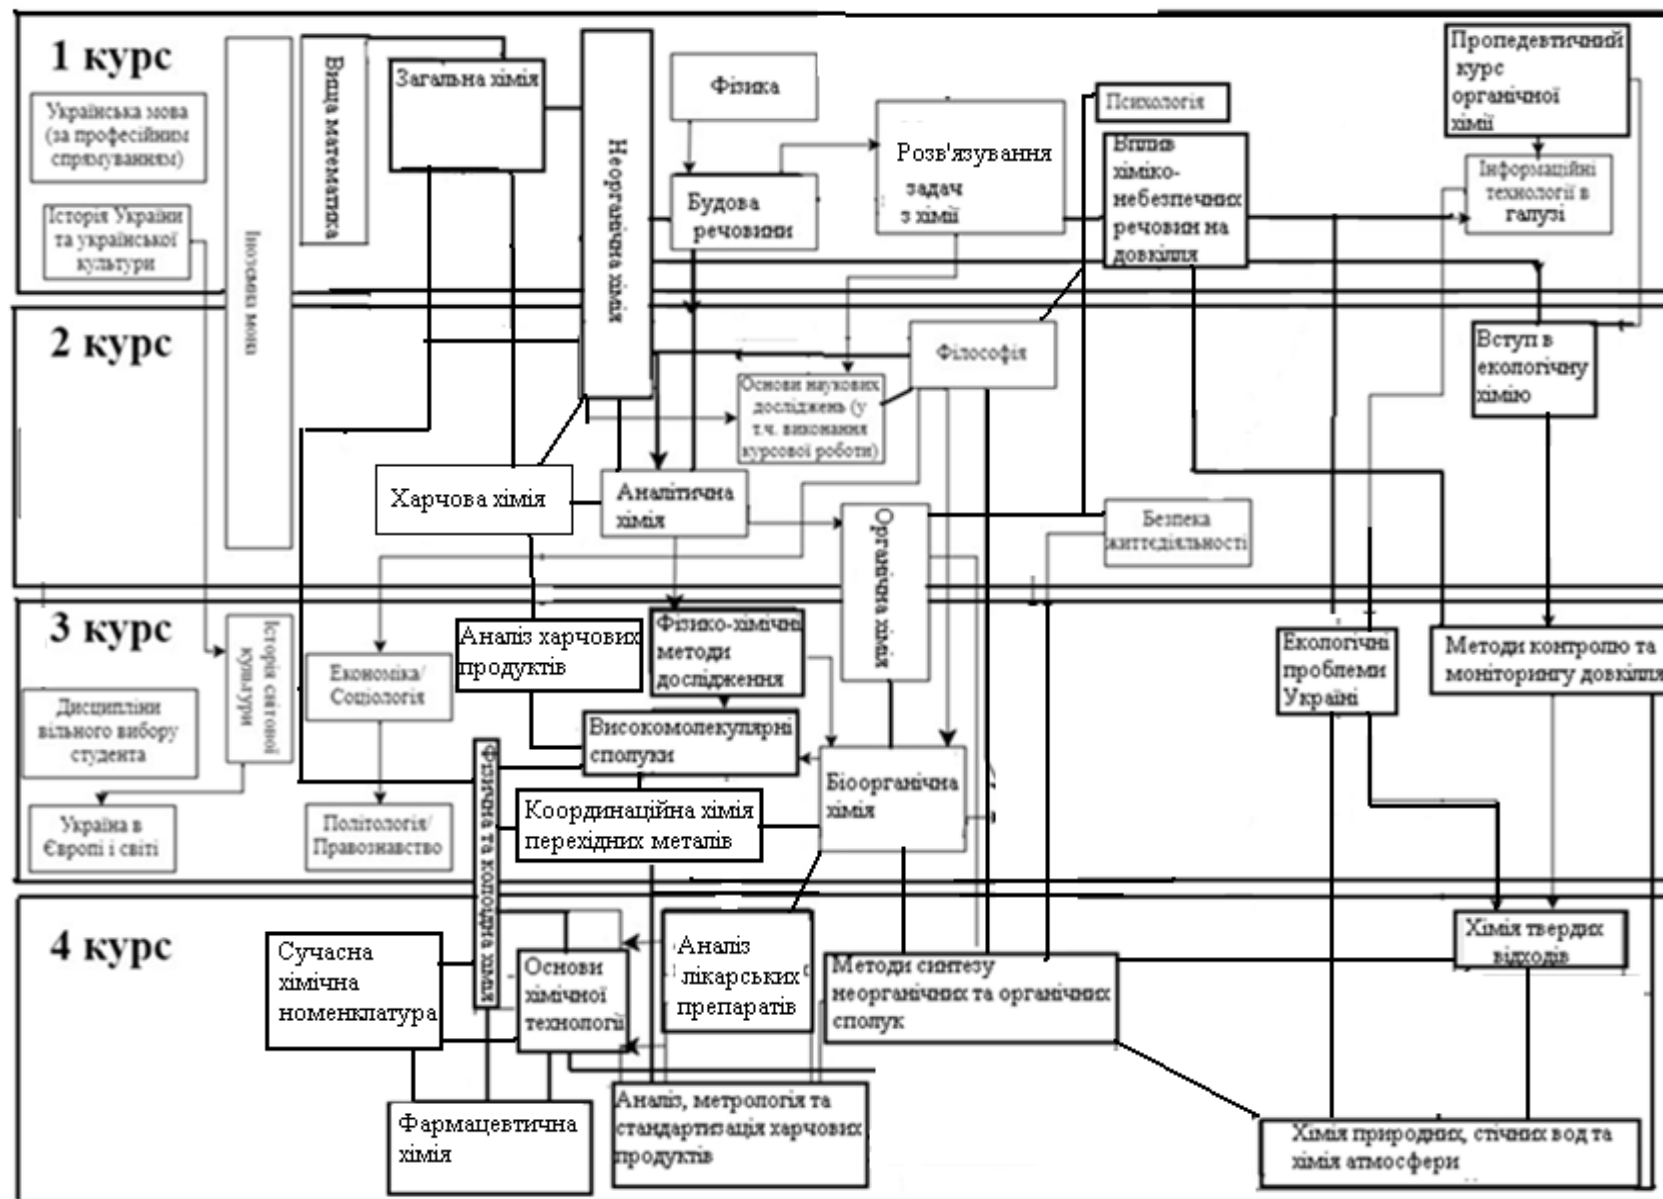 1 курс
Українська мова
(за професійним
спрямуванням)
Історія України
та української
культури
Іноземна мова
Вища математика
Загальна хімія
Неорганічна хімія
Фізика
Будова
речовини
Розв'язування
задач
з хімії
Психологія
Вплив
хіміко-
небезпечних
речовин на
довкілля
Пропедевтичний
курс
органічної
хімії
Інформаційні
технології в
галузі
2 курс
Філософія
Основи наукових
досліджень (у
т.ч. виконання
курсової роботи)
Вступ в
екологічну
хімію
Харчова хімія
Аналітична
хімія
Органічна хімія
Безпека
життєдіяльності
3 курс
Історія світової
культури
Економіка/
Соціологія
Аналіз харчових
продуктів
Фізико-хімічні
методи
дослідження
Екологічні
проблеми
Україні
Методи контролю та
моніторингу довкілля
Дисципліни
вільного вибору
студента
Високомолекулярні
сполуки
Фізична та колоїдна хімія
Координаційна хімія
перехідних металів
Біоорганічна
хімія
Україна в
Європі і світі
Політологія/
Правознавство
4 курс
Сучасна
хімічна
номенклатура
Основи
хімічної
технології
Аналіз
лікарських
препаратів
Методи синтезу
неорганічних та органічних
сполук
Хімія твердих
відходів
Фармацевтична
хімія
Аналіз, метрологія та
стандартизація харчових
продуктів
Хімія природних, стічних вод та
хімія атмосфери